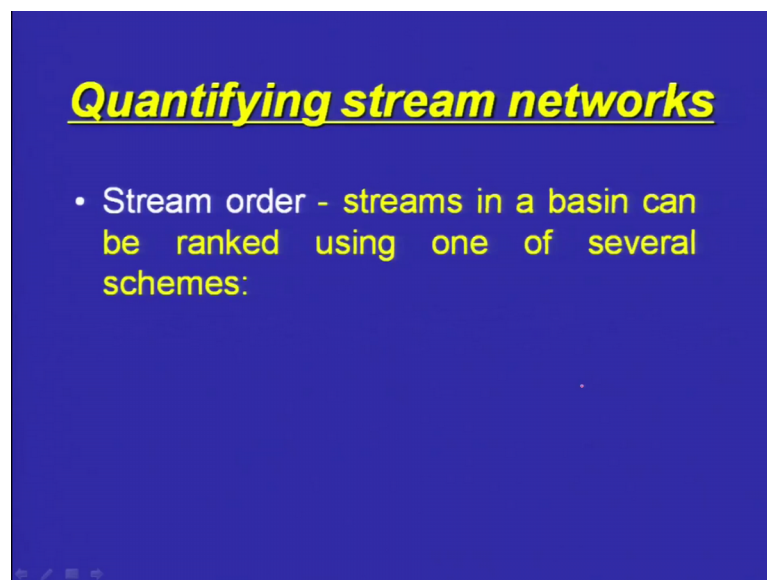 Quantifying stream networks
• Stream order - streams in a basin can
be ranked using one of several
schemes: